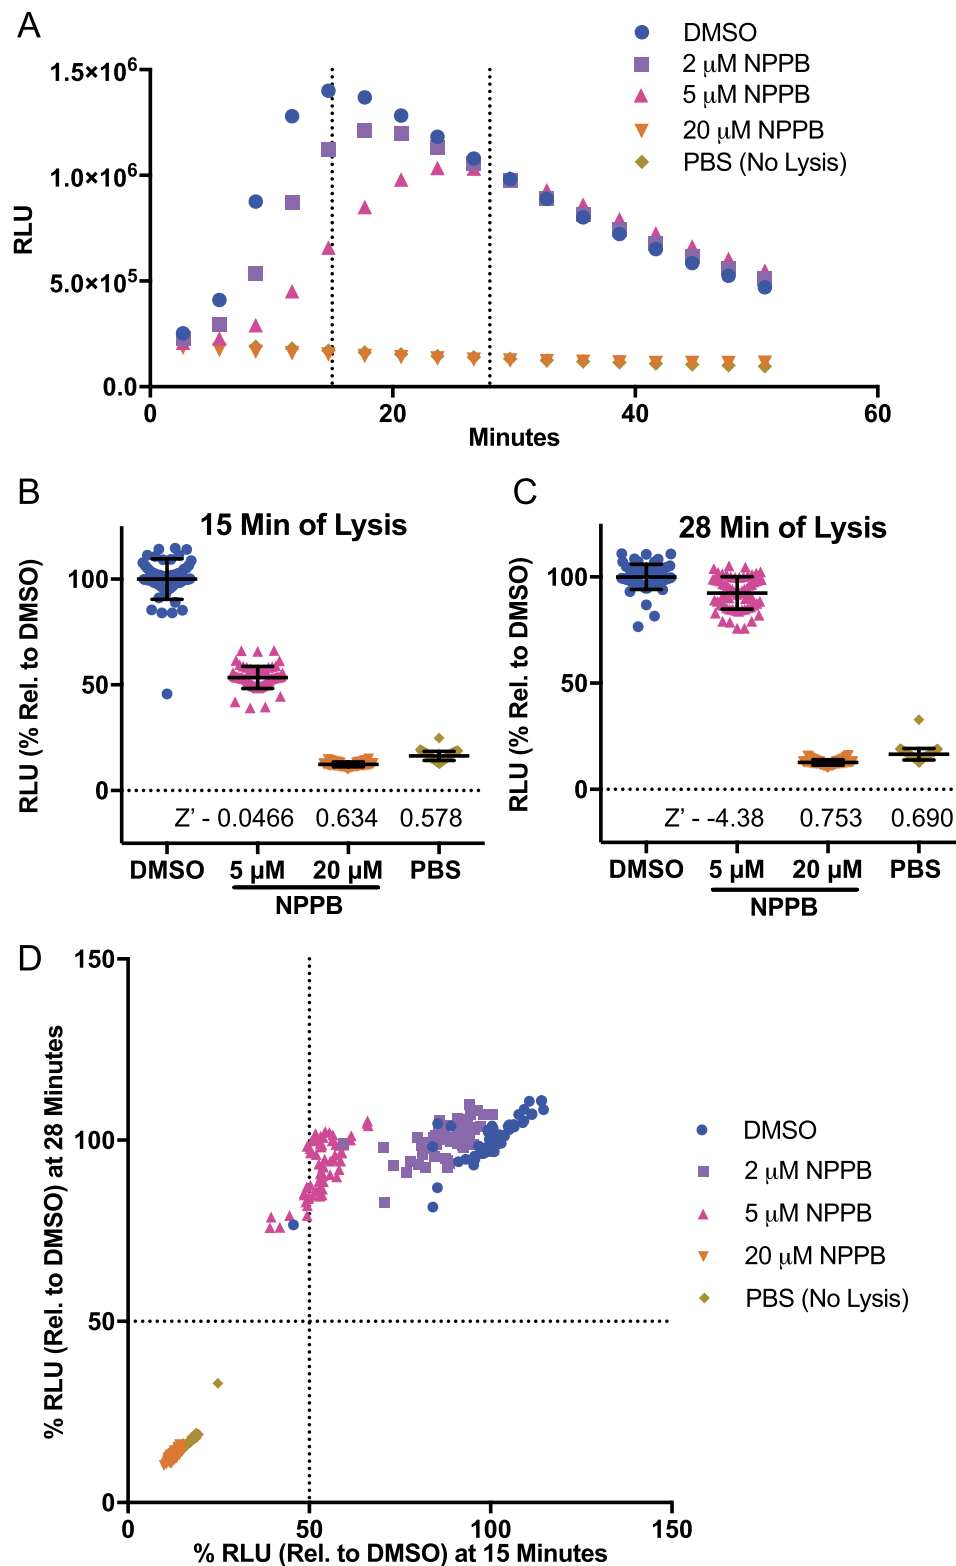 A
DMSO
2 μM NPPB
5 μM NPPB
20 μM NPPB
PBS (No Lysis)
1.5×10⁶
1.0×10⁶
5.0×10⁵
0.0
RLU
0 20 40 60
Minutes
B
15 Min of Lysis
RLU (% Rel. to DMSO)
100
50
0
Z' - 0.0466 0.634 0.578
DMSO 5 μM 20 μM PBS
NPPB
C
28 Min of Lysis
RLU (% Rel. to DMSO)
100
50
0
Z' - -4.38 0.753 0.690
DMSO 5 μM 20 μM PBS
NPPB
D
% RLU (Rel. to DMSO) at 28 Minutes
150
100
50
0
0 50 100 150
% RLU (Rel. to DMSO) at 15 Minutes
DMSO
2 μM NPPB
5 μM NPPB
20 μM NPPB
PBS (No Lysis)